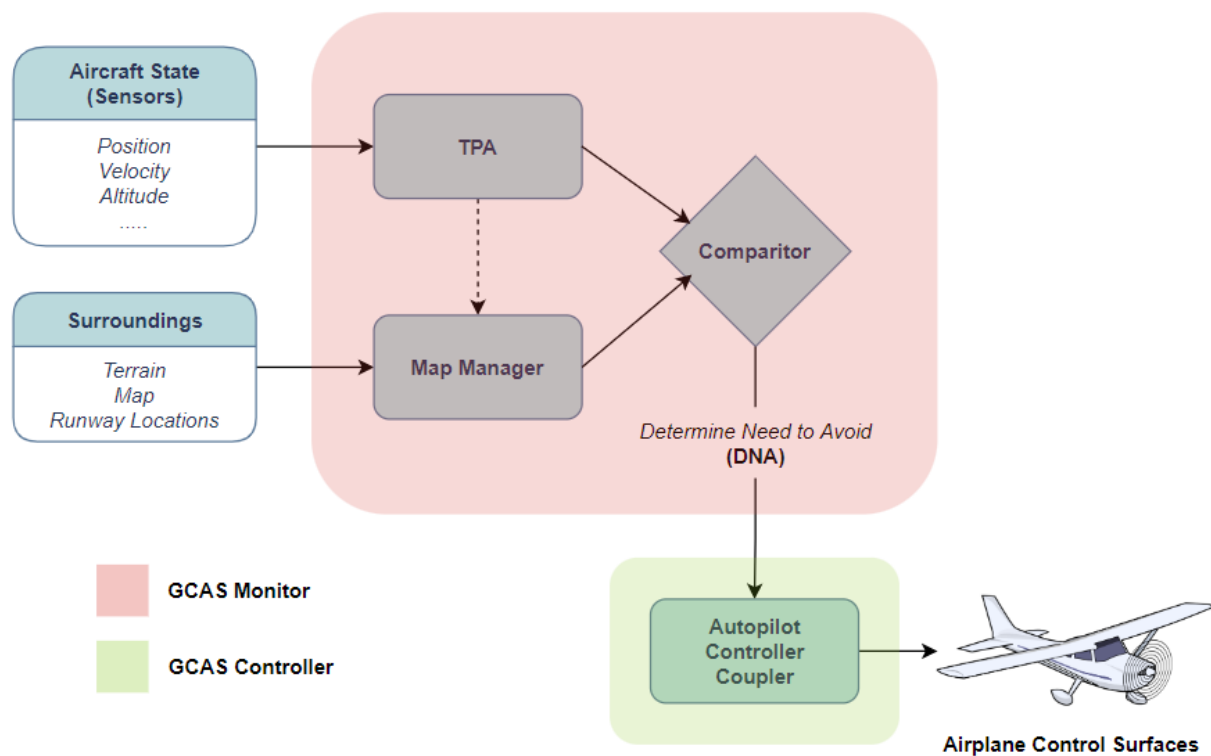 Aircraft State
(Sensors)
Position
Velocity
Altitude
.....
TPA
Comparitor
Surroundings
Terrain
Map
Runway Locations
Map Manager
Determine Need to Avoid
(DNA)
GCAS Monitor
GCAS Controller
Autopilot
Controller
Coupler
Airplane Control Surfaces